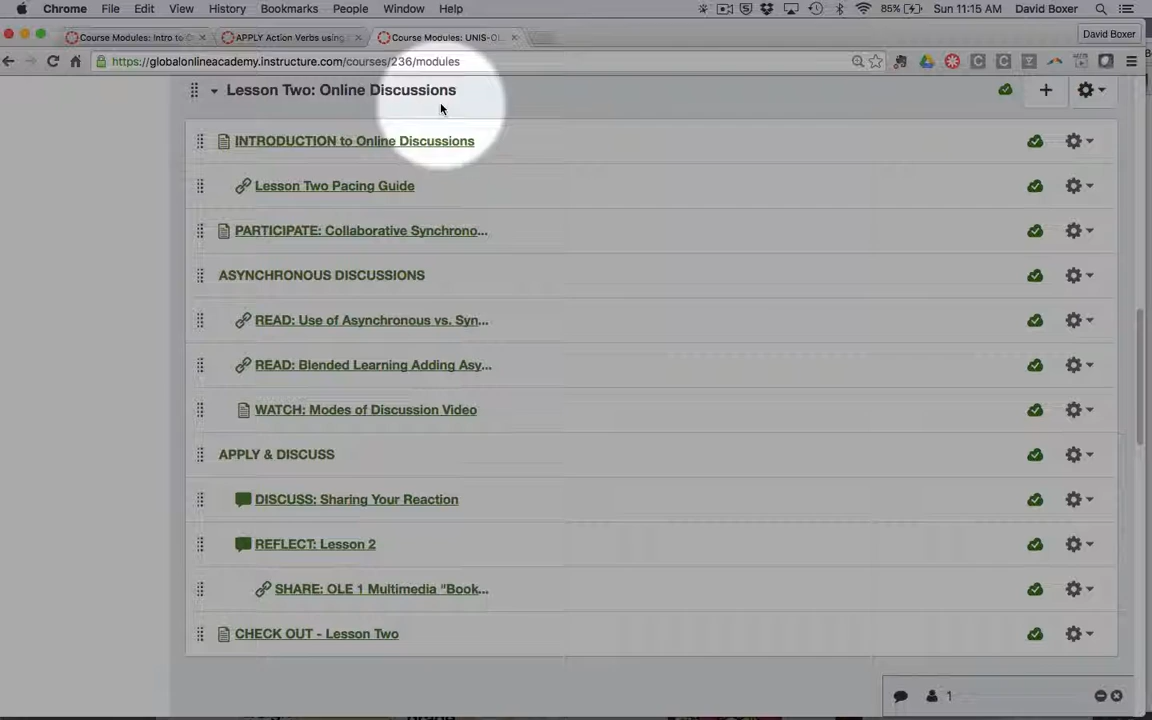 Chrome File Edit View History Bookmarks People Window Help 85% Sun 11:15 AM David Boxer
Course Modules: Intro to C APPLY Action Verbs using Course Modules: UNIS-OL David Boxer
https://globalonlineacademy.instructure.com/courses/236/modules
Lesson Two: Online Discussions
INTRODUCTION to Online Discussions
Lesson Two Pacing Guide
PARTICIPATE: Collaborative Synchrono...
ASYNCHRONOUS DISCUSSIONS
READ: Use of Asynchronous vs. Syn...
READ: Blended Learning Adding Asy...
WATCH: Modes of Discussion Video
APPLY & DISCUSS
DISCUSS: Sharing Your Reaction
REFLECT: Lesson 2
SHARE: OLE 1 Multimedia "Book...
CHECK OUT - Lesson Two
1